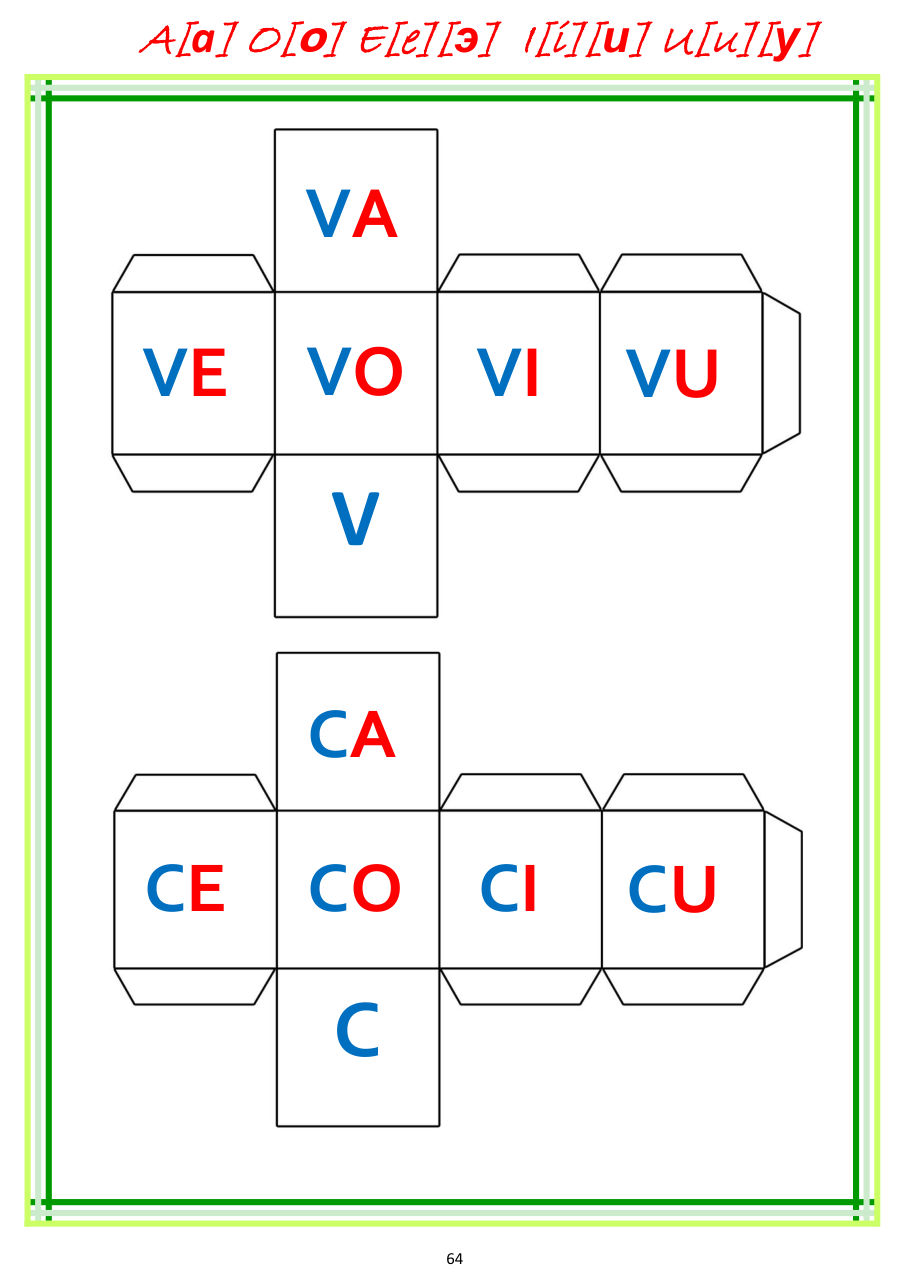 A[а] O[о] E[e][э] I[i][и] U[u][у]
VA
VE VO VI VU
V
CA
CE CO CI CU
C
64